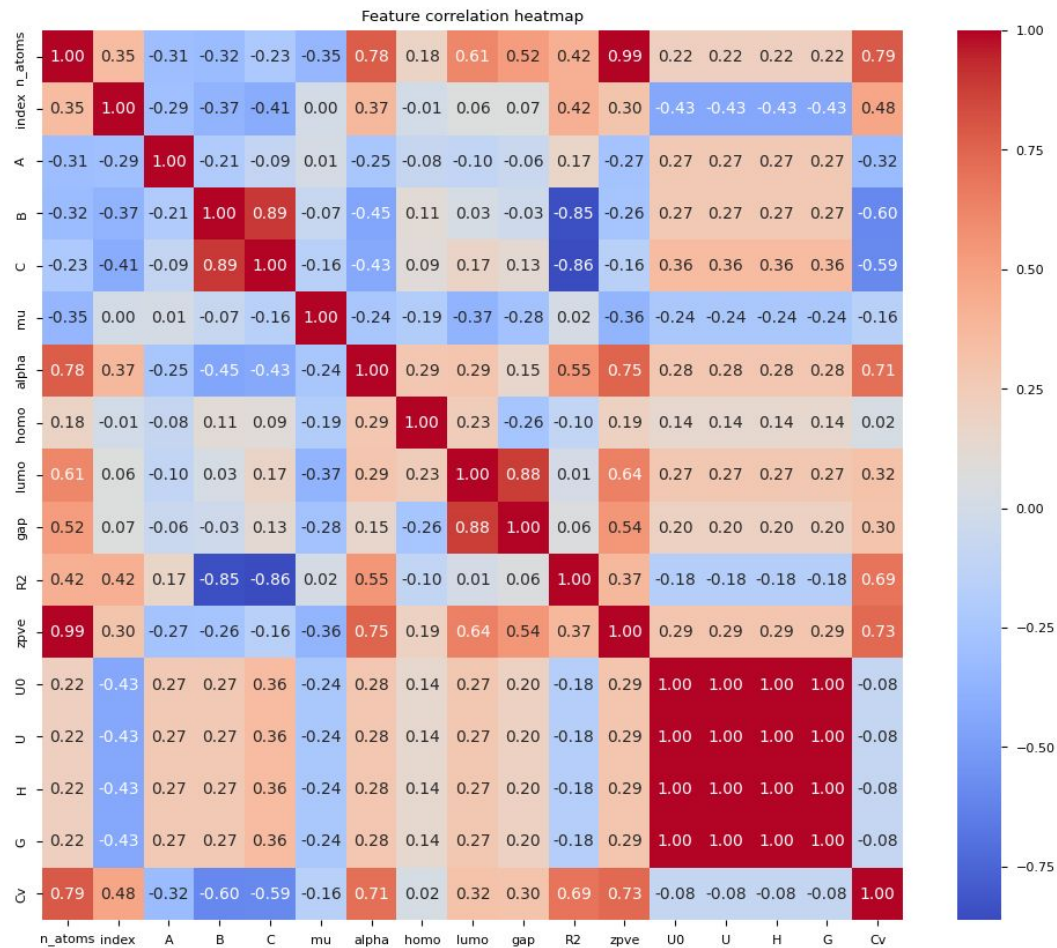 Feature correlation heatmap
n_atoms 1.00 0.35 -0.31 -0.32 -0.23 -0.35 0.78 0.18 0.61 0.52 0.42 0.99 0.22 0.22 0.22 0.22 0.79
index 0.35 1.00 -0.29 -0.37 -0.41 0.00 0.37 -0.01 0.06 0.07 0.42 0.30 -0.43 -0.43 -0.43 -0.43 0.48
A -0.31 -0.29 1.00 -0.21 -0.09 0.01 -0.25 -0.08 -0.10 -0.06 0.17 -0.27 0.27 0.27 0.27 0.27 -0.32
B -0.32 -0.37 -0.21 1.00 0.89 -0.07 -0.45 0.11 0.03 -0.03 -0.85 -0.26 0.27 0.27 0.27 0.27 -0.60
C -0.23 -0.41 -0.09 0.89 1.00 -0.16 -0.43 0.09 0.17 0.13 -0.86 -0.16 0.36 0.36 0.36 0.36 -0.59
mu -0.35 0.00 0.01 -0.07 -0.16 1.00 -0.24 -0.19 -0.37 -0.28 0.02 -0.36 -0.24 -0.24 -0.24 -0.24 -0.16
alpha 0.78 0.37 -0.25 -0.45 -0.43 -0.24 1.00 0.29 0.29 0.15 0.55 0.75 0.28 0.28 0.28 0.28 0.71
homo 0.18 -0.01 -0.08 0.11 0.09 -0.19 0.29 1.00 0.23 -0.26 -0.10 0.19 0.14 0.14 0.14 0.14 0.02
lumo 0.61 0.06 -0.10 0.03 0.17 -0.37 0.29 0.23 1.00 0.88 0.01 0.64 0.27 0.27 0.27 0.27 0.32
gap 0.52 0.07 -0.06 -0.03 0.13 -0.28 0.15 -0.26 0.88 1.00 0.06 0.54 0.20 0.20 0.20 0.20 0.30
R2 0.42 0.42 0.17 -0.85 -0.86 0.02 0.55 -0.10 0.01 0.06 1.00 0.37 -0.18 -0.18 -0.18 -0.18 0.69
zpve 0.99 0.30 -0.27 -0.26 -0.16 -0.36 0.75 0.19 0.64 0.54 0.37 1.00 0.29 0.29 0.29 0.29 0.73
U0 0.22 -0.43 0.27 0.27 0.36 -0.24 0.28 0.14 0.27 0.20 -0.18 0.29 1.00 1.00 1.00 1.00 -0.08
U 0.22 -0.43 0.27 0.27 0.36 -0.24 0.28 0.14 0.27 0.20 -0.18 0.29 1.00 1.00 1.00 1.00 -0.08
H 0.22 -0.43 0.27 0.27 0.36 -0.24 0.28 0.14 0.27 0.20 -0.18 0.29 1.00 1.00 1.00 1.00 -0.08
G 0.22 -0.43 0.27 0.27 0.36 -0.24 0.28 0.14 0.27 0.20 -0.18 0.29 1.00 1.00 1.00 1.00 -0.08
Cv 0.79 0.48 -0.32 -0.60 -0.59 -0.16 0.71 0.02 0.32 0.30 0.69 0.73 -0.08 -0.08 -0.08 -0.08 1.00
n_atoms index A B C mu alpha homo lumo gap R2 zpve U0 U H G Cv
1.00
0.75
0.50
0.25
0.00
−0.25
−0.50
−0.75